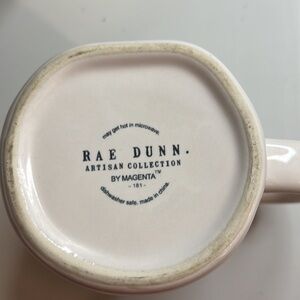 may get hot in microwave.
RAE DUNN.
ARTISAN COLLECTION
BY MAGENTA™
- 181 -
dishwasher safe. made in china.